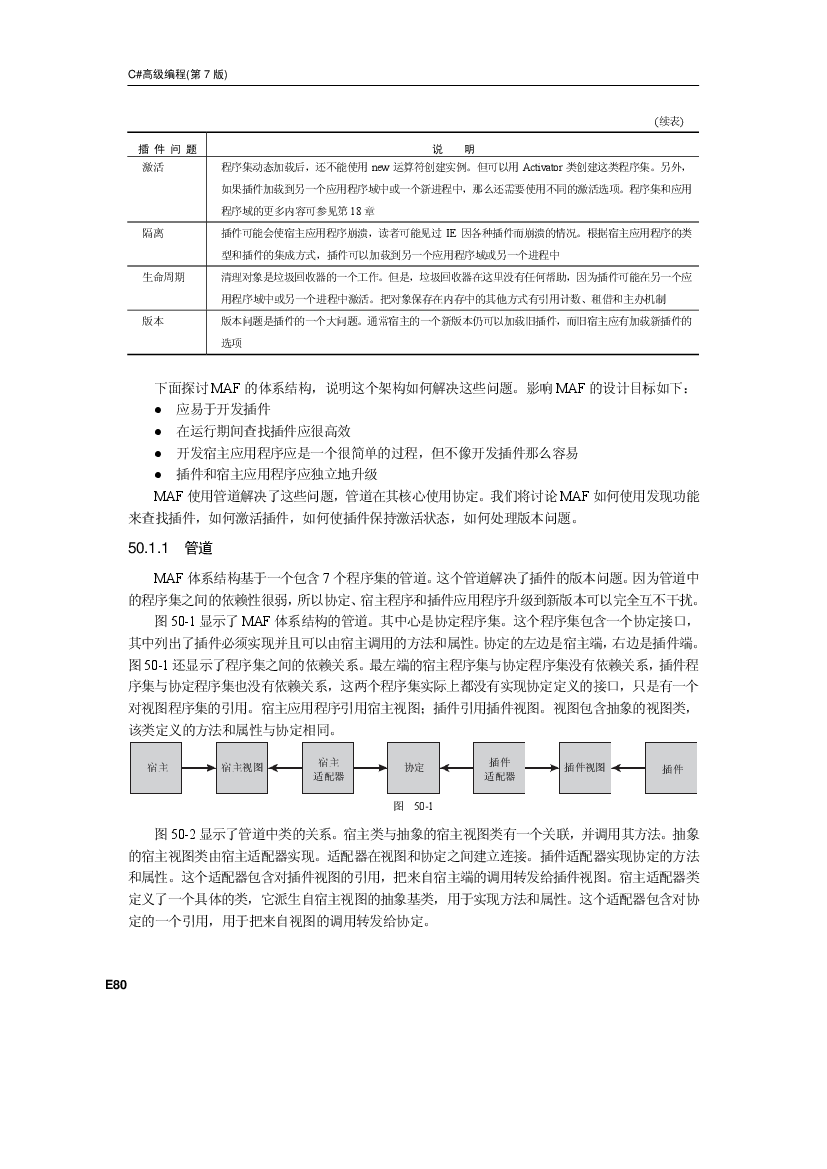 C#高级编程(第 7 版)
(续表)
插 件 问 题 说 明
激活 程序集动态加载后，还不能使用 new 运算符创建实例。但可以用 Activator 类创建这类程序集。另外，
如果插件加载到另一个应用程序域中或一个新进程中，那么还需要使用不同的激活选项。程序集和应用
程序域的更多内容可参见第 18 章
隔离 插件可能会使宿主应用程序崩溃，读者可能见过 IE 因各种插件而崩溃的情况。根据宿主应用程序的类
型和插件的集成方式，插件可以加载到另一个应用程序域或另一个进程中
生命周期 清理对象是垃圾回收器的一个工作。但是，垃圾回收器在这里没有任何帮助，因为插件可能在另一个应
用程序域中或另一个进程中激活。把对象保存在内存中的其他方式有引用计数、租借和主办机制
版本 版本问题是插件的一个大问题。通常宿主的一个新版本仍可以加载旧插件，而旧宿主应有加载新插件的
选项
下面探讨 MAF 的体系结构，说明这个架构如何解决这些问题。影响 MAF 的设计目标如下：
● 应易于开发插件
● 在运行期间查找插件应很高效
● 开发宿主应用程序应是一个很简单的过程，但不像开发插件那么容易
● 插件和宿主应用程序应独立地升级
MAF 使用管道解决了这些问题，管道在其核心使用协定。我们将讨论 MAF 如何使用发现功能
来查找插件，如何激活插件，如何使插件保持激活状态，如何处理版本问题。
50.1.1 管道
MAF 体系结构基于一个包含 7 个程序集的管道。这个管道解决了插件的版本问题。因为管道中
的程序集之间的依赖性很弱，所以协定、宿主程序和插件应用程序升级到新版本可以完全互不干扰。
图 50-1 显示了 MAF 体系结构的管道。其中心是协定程序集。这个程序集包含一个协定接口，
其中列出了插件必须实现并且可以由宿主调用的方法和属性。协定的左边是宿主端，右边是插件端。
图 50-1 还显示了程序集之间的依赖关系。最左端的宿主程序集与协定程序集没有依赖关系，插件程
序集与协定程序集也没有依赖关系，这两个程序集实际上都没有实现协定定义的接口，只是有一个
对视图程序集的引用。宿主应用程序引用宿主视图；插件引用插件视图。视图包含抽象的视图类，
该类定义的方法和属性与协定相同。
宿主 宿主视图 宿主 协定 插件 插件视图 插件
适配器 适配器
图 50-1
图 50-2 显示了管道中类的关系。宿主类与抽象的宿主视图类有一个关联，并调用其方法。抽象
的宿主视图类由宿主适配器实现。适配器在视图和协定之间建立连接。插件适配器实现协定的方法
和属性。这个适配器包含对插件视图的引用，把来自宿主端的调用转发给插件视图。宿主适配器类
定义了一个具体的类，它派生自宿主视图的抽象基类，用于实现方法和属性。这个适配器包含对协
定的一个引用，用于把来自视图的调用转发给协定。
E80